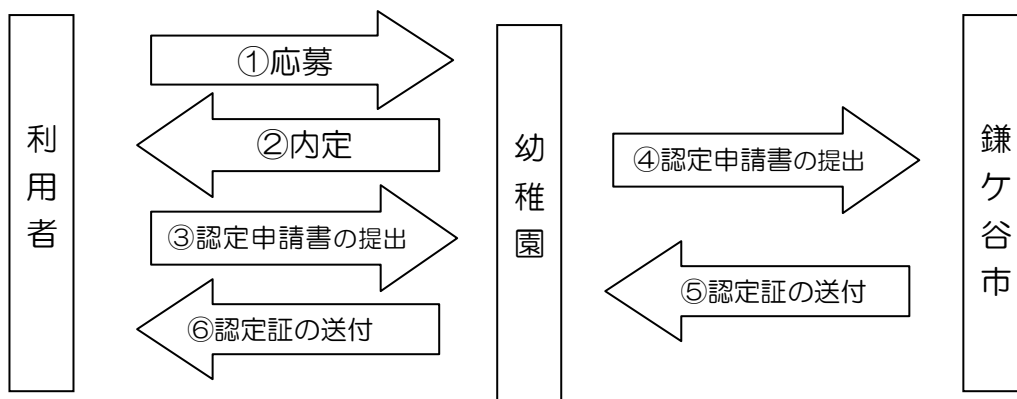 利用者
①応募
②内定
③認定申請書の提出
⑥認定証の送付
幼稚園
④認定申請書の提出
⑤認定証の送付
鎌ケ谷市